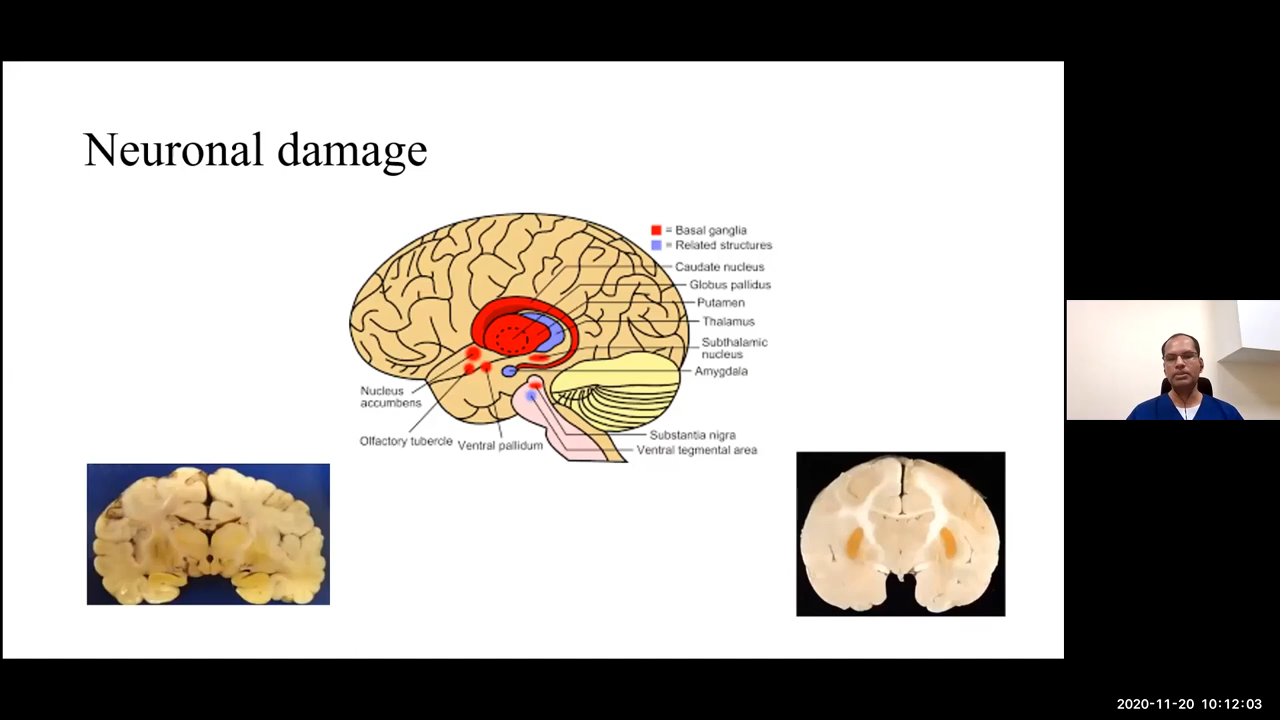 Neuronal damage
= Basal ganglia
= Related structures
Caudate nucleus
Globus pallidus
Putamen
Thalamus
Subthalamic
nucleus
Amygdala
Nucleus
accumbens
Olfactory tubercle
Ventral pallidum
Substantia nigra
Ventral tegmental area
2020-11-20 10:12:03